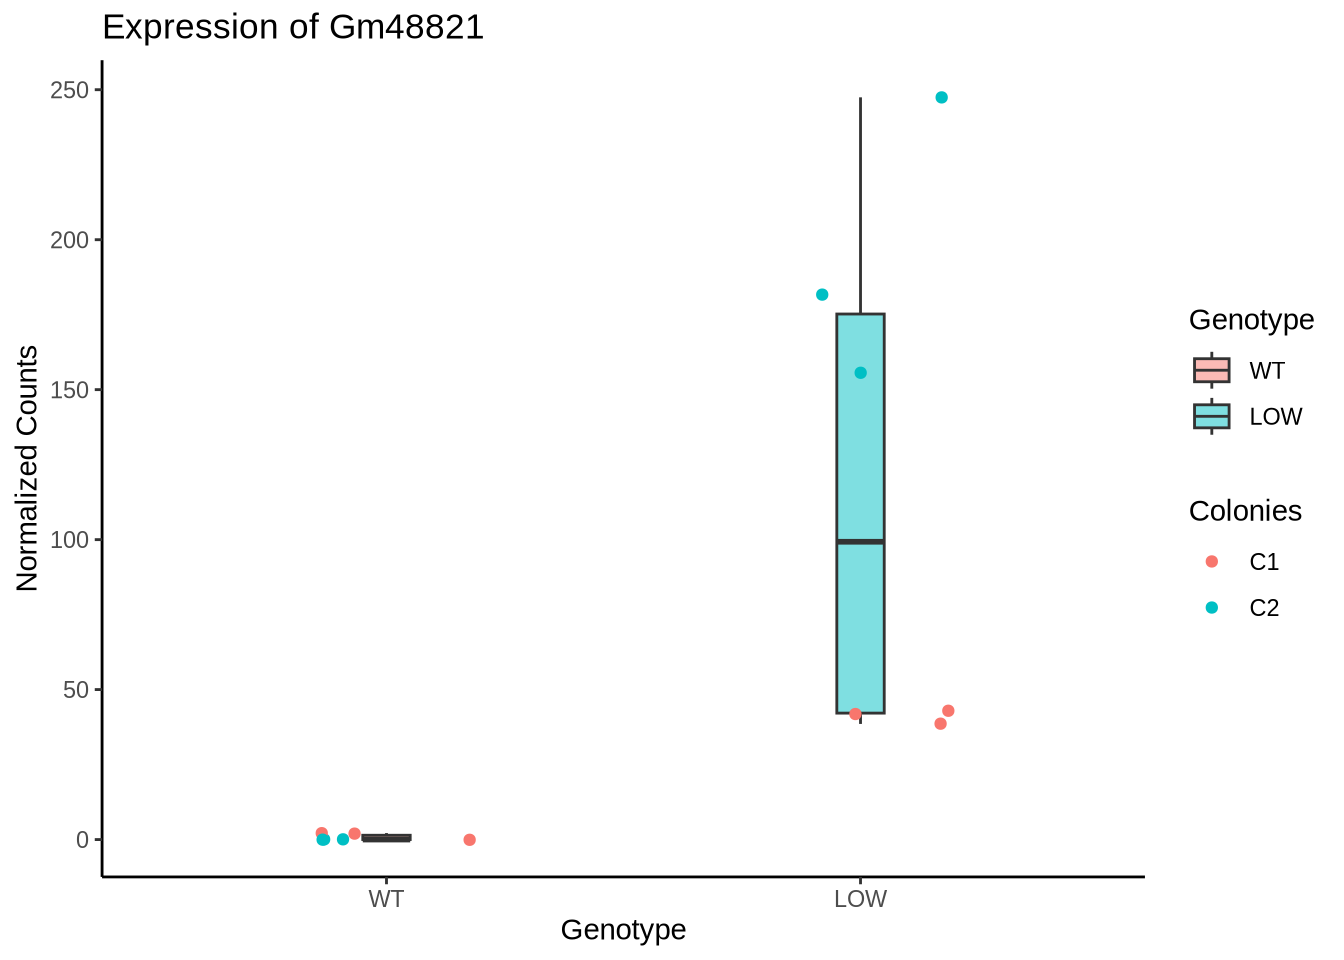 Expression of Gm48821
250
200
150
100
50
0
Normalized Counts
WT
LOW
Genotype
Genotype
WT
LOW
Colonies
C1
C2